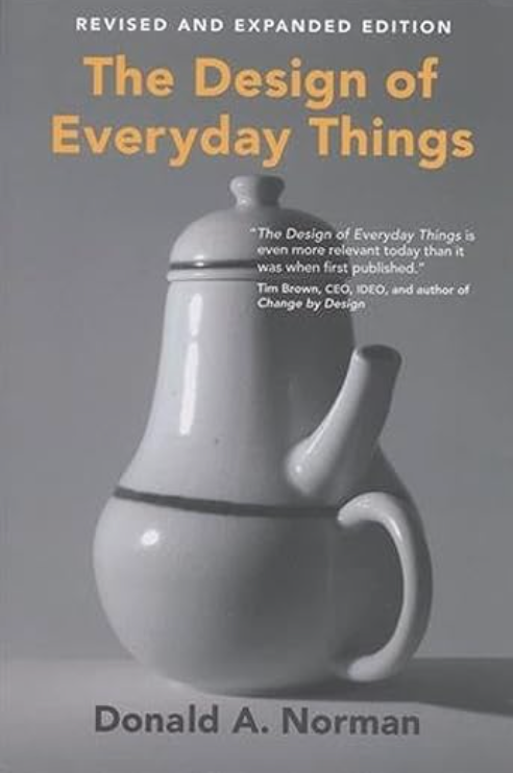 REVISED AND EXPANDED EDITION
The Design of
Everyday Things
"The Design of Everyday Things is
even more relevant today than it
was when first published."
Tim Brown, CEO, IDEO, and author of
Change by Design
Donald A. Norman